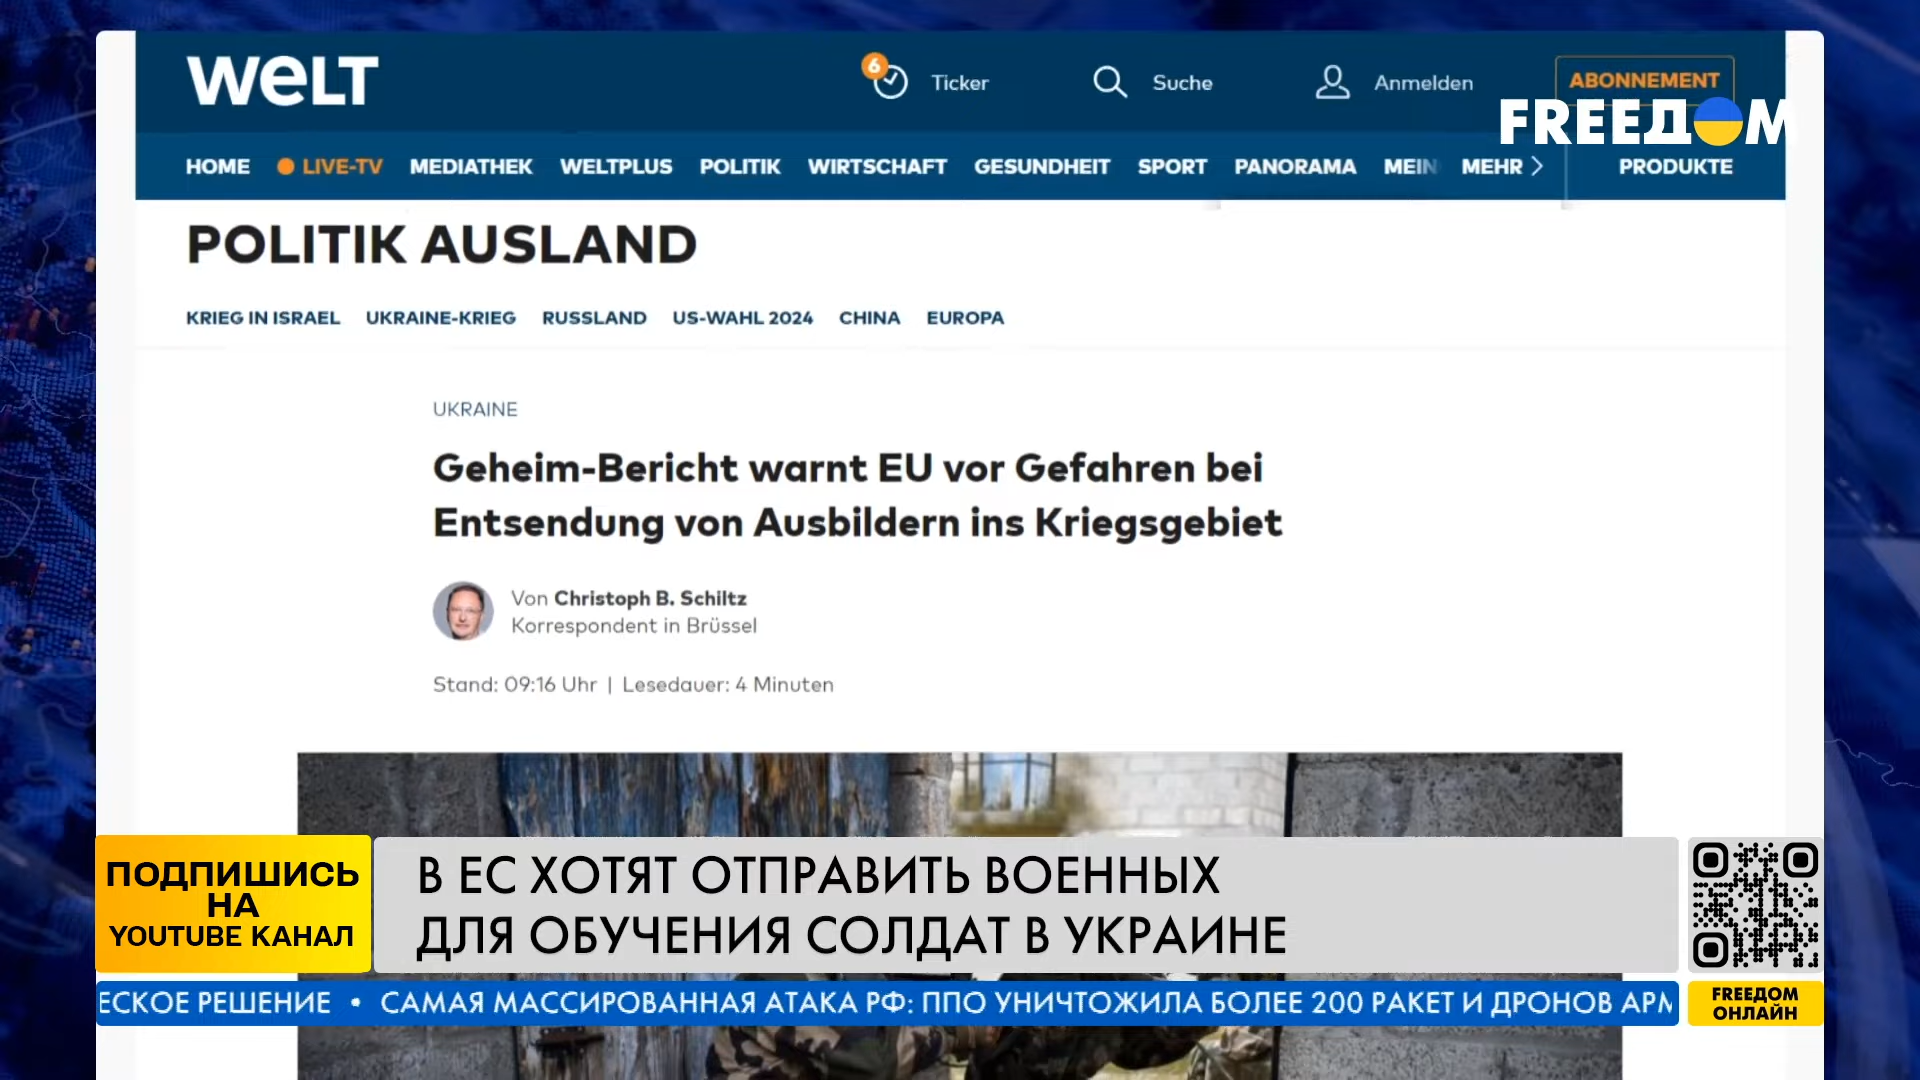 WELT
6
Ticker
Suche
Anmelden
ABONNEMENT
FREEДОМ
HOME LIVE-TV MEDIATHEK WELTPLUS POLITIK WIRTSCHAFT GESUNDHEIT SPORT PANORAMA MEIN MEHR PRODUKTE
POLITIK AUSLAND
KRIEG IN ISRAEL UKRAINE-KRIEG RUSSLAND US-WAHL 2024 CHINA EUROPA
UKRAINE
Geheim-Bericht warnt EU vor Gefahren bei
Entsendung von Ausbildern ins Kriegsgebiet
Von Christoph B. Schiltz
Korrespondent in Brüssel
Stand: 09:16 Uhr | Lesedauer: 4 Minuten
ПОДПИШИСЬ
НА
YOUTUBE КАНАЛ
В ЕС ХОТЯТ ОТПРАВИТЬ ВОЕННЫХ
ДЛЯ ОБУЧЕНИЯ СОЛДАТ В УКРАИНЕ
ЕСКОЕ РЕШЕНИЕ • САМАЯ МАССИРОВАННАЯ АТАКА РФ: ППО УНИЧТОЖИЛА БОЛЕЕ 200 РАКЕТ И ДРОНОВ АРМ
FREEДОМ
ОНЛАЙН